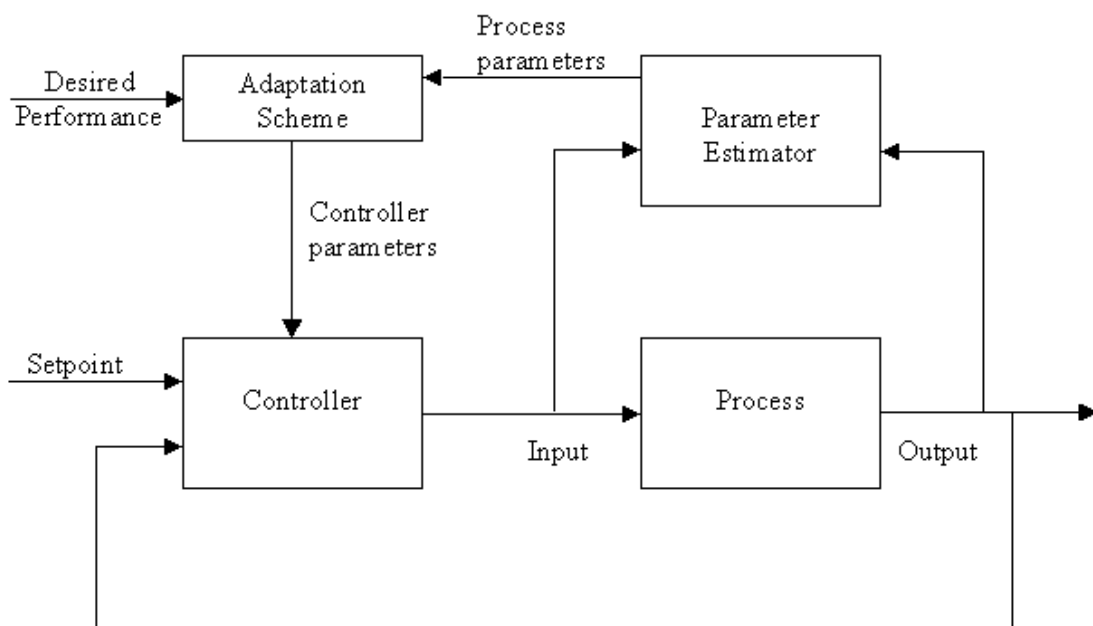 Process
parameters
Desired
Performance
Adaptation
Scheme
Parameter
Estimator
Controller
parameters
Setpoint
Controller
Process
Input
Output